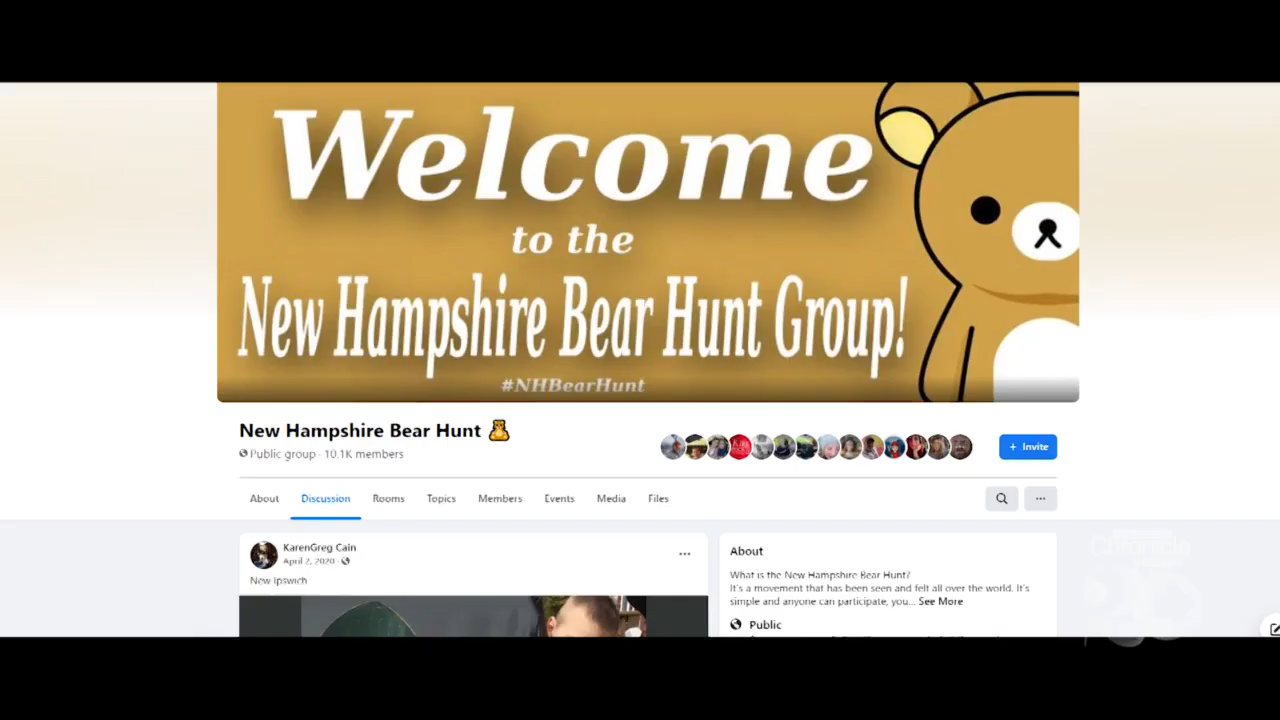 Welcome
to the
New Hampshire Bear Hunt Group!
#NHBearHunt
New Hampshire Bear Hunt
Public group · 10.1K members
+ Invite
About Discussion Rooms Topics Members Events Media Files
KarenGreg Cain
April 2, 2020 ·
New Ipswich
About
What is the New Hampshire Bear Hunt?
It's a movement that has been seen and felt all over the world. It's
simple and anyone can participate, you... See More
Public
Chronicle